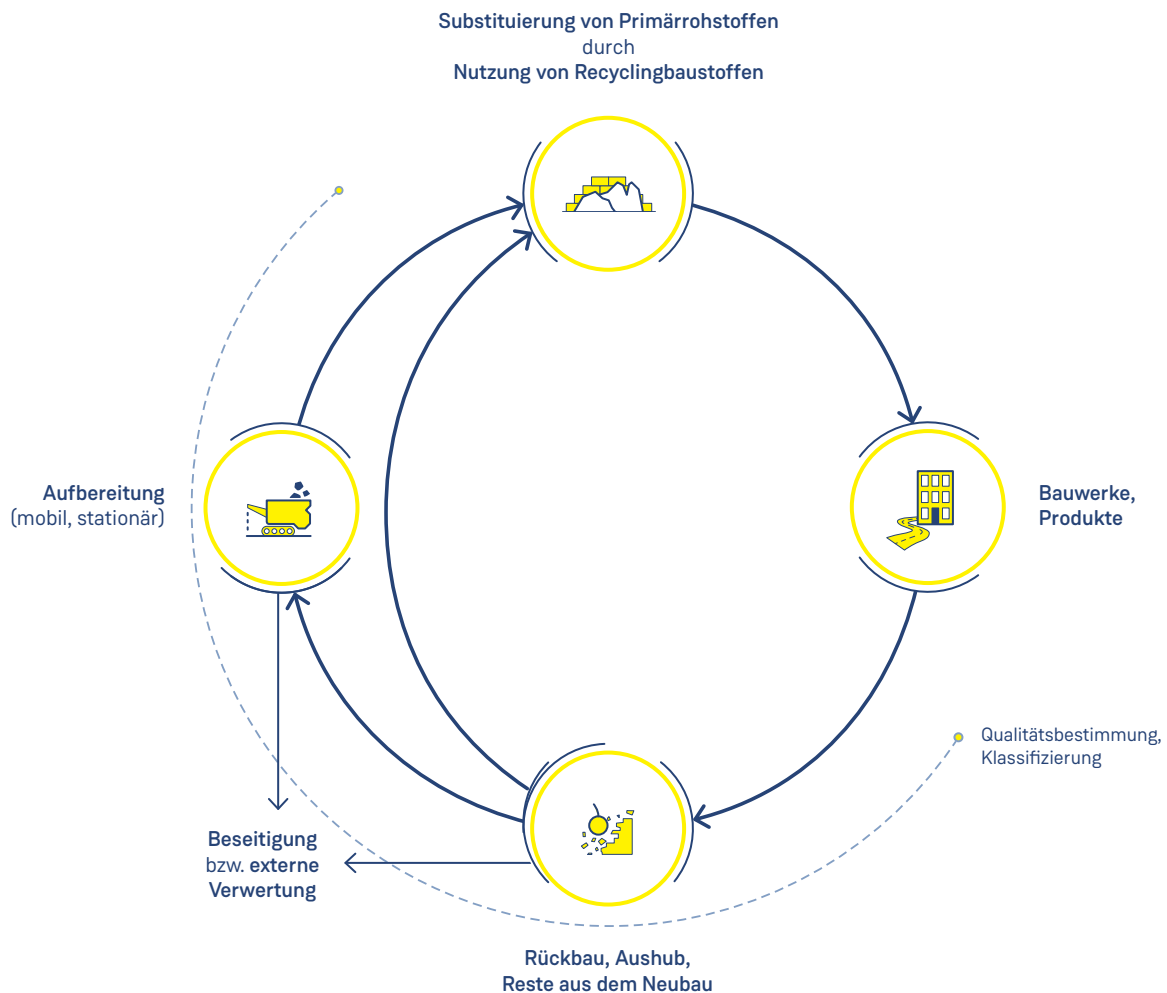 Substituierung von Primärrohstoffen
durch
Nutzung von Recyclingbaustoffen
Aufbereitung
(mobil, stationär)
Bauwerke,
Produkte
Qualitätsbestimmung,
Klassifizierung
Beseitigung
bzw. externe
Verwertung
Rückbau, Aushub,
Reste aus dem Neubau